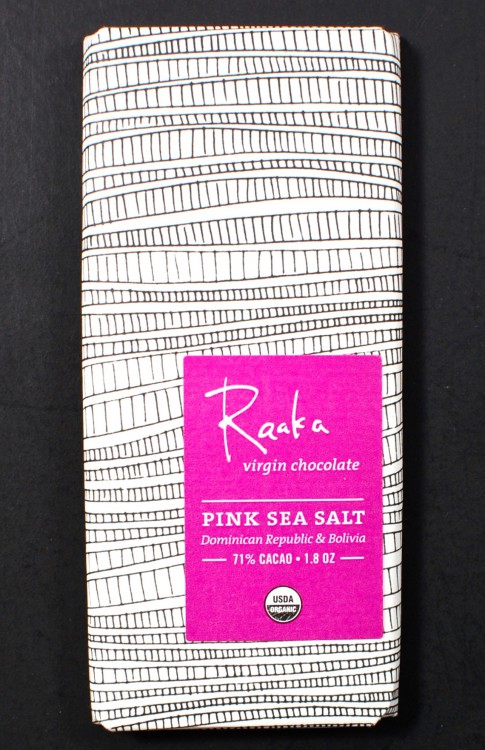 Raaka
virgin chocolate
PINK SEA SALT
Dominican Republic & Bolivia
71% CACAO • 1.8 OZ
USDA
ORGANIC